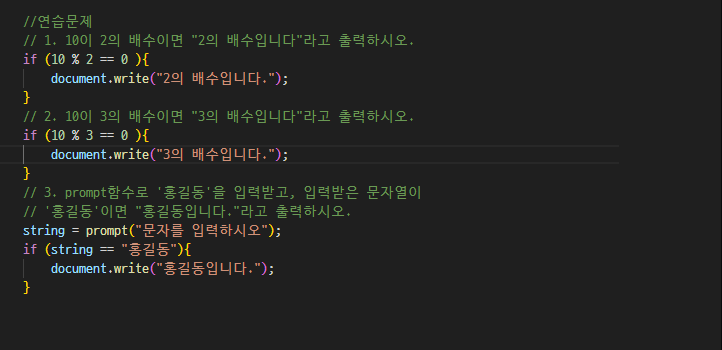 //연습문제
// 1. 10이 2의 배수이면 "2의 배수입니다"라고 출력하시오.
if (10 % 2 == 0 ){
    document.write("2의 배수입니다.");
}
// 2. 10이 3의 배수이면 "3의 배수입니다"라고 출력하시오.
if (10 % 3 == 0 ){
    document.write("3의 배수입니다.");
}
// 3. prompt함수로 '홍길동'을 입력받고, 입력받은 문자열이
// '홍길동'이면 "홍길동입니다."라고 출력하시오.
string = prompt("문자를 입력하시오");
if (string == "홍길동"){
    document.write("홍길동입니다.");
}